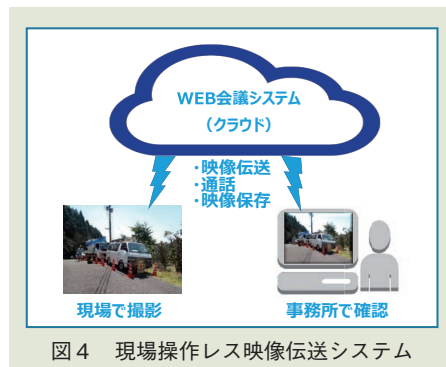 WEB会議システム
（クラウド）
・映像伝送
・通話
・映像保存
現場で撮影
事務所で確認
図４　現場操作レス映像伝送システム